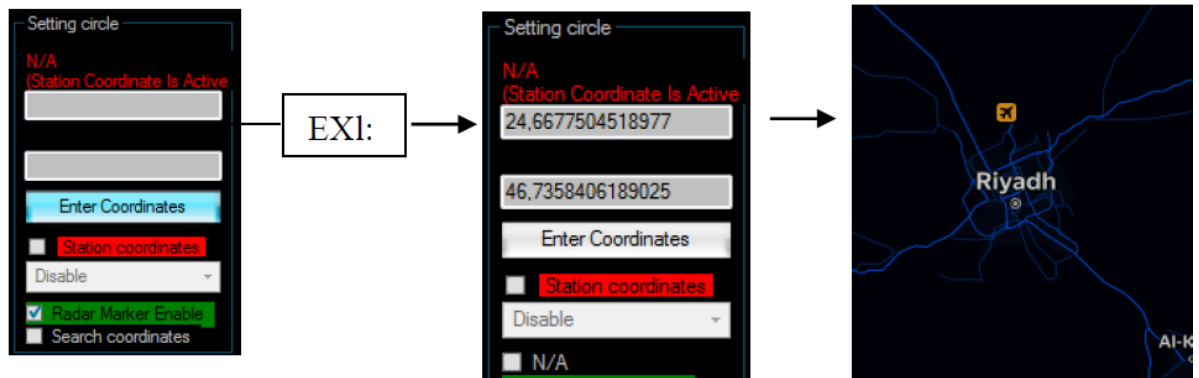 Setting circle
N/A
(Station Coordinate Is Active
Enter Coordinates
Station coordinates
Disable
Radar Marker Enable
Search coordinates
EX1:
Setting circle
N/A
(Station Coordinate Is Active
24,6677504518977
46,7358406189025
Enter Coordinates
Station coordinates
Disable
N/A
Riyadh
Al-K